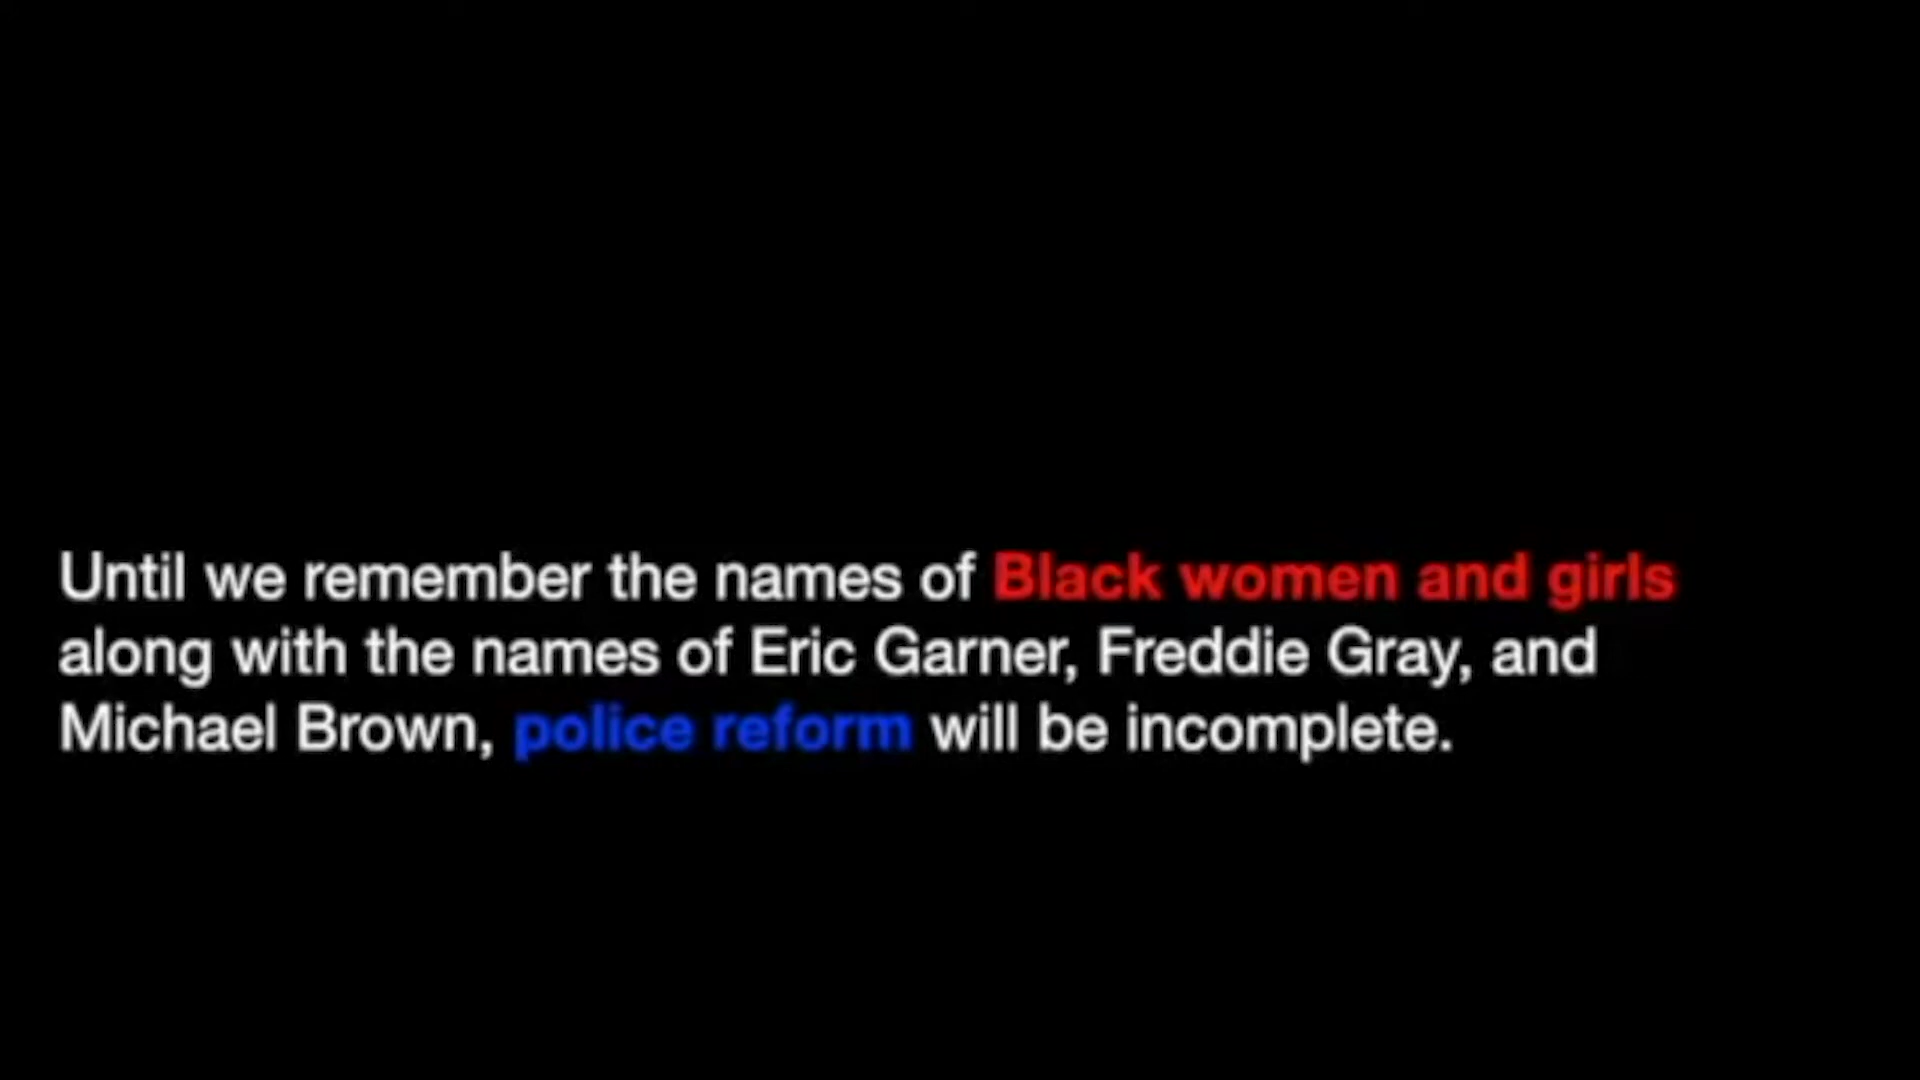 Until we remember the names of Black women and girls
along with the names of Eric Garner, Freddie Gray, and
Michael Brown, police reform will be incomplete.